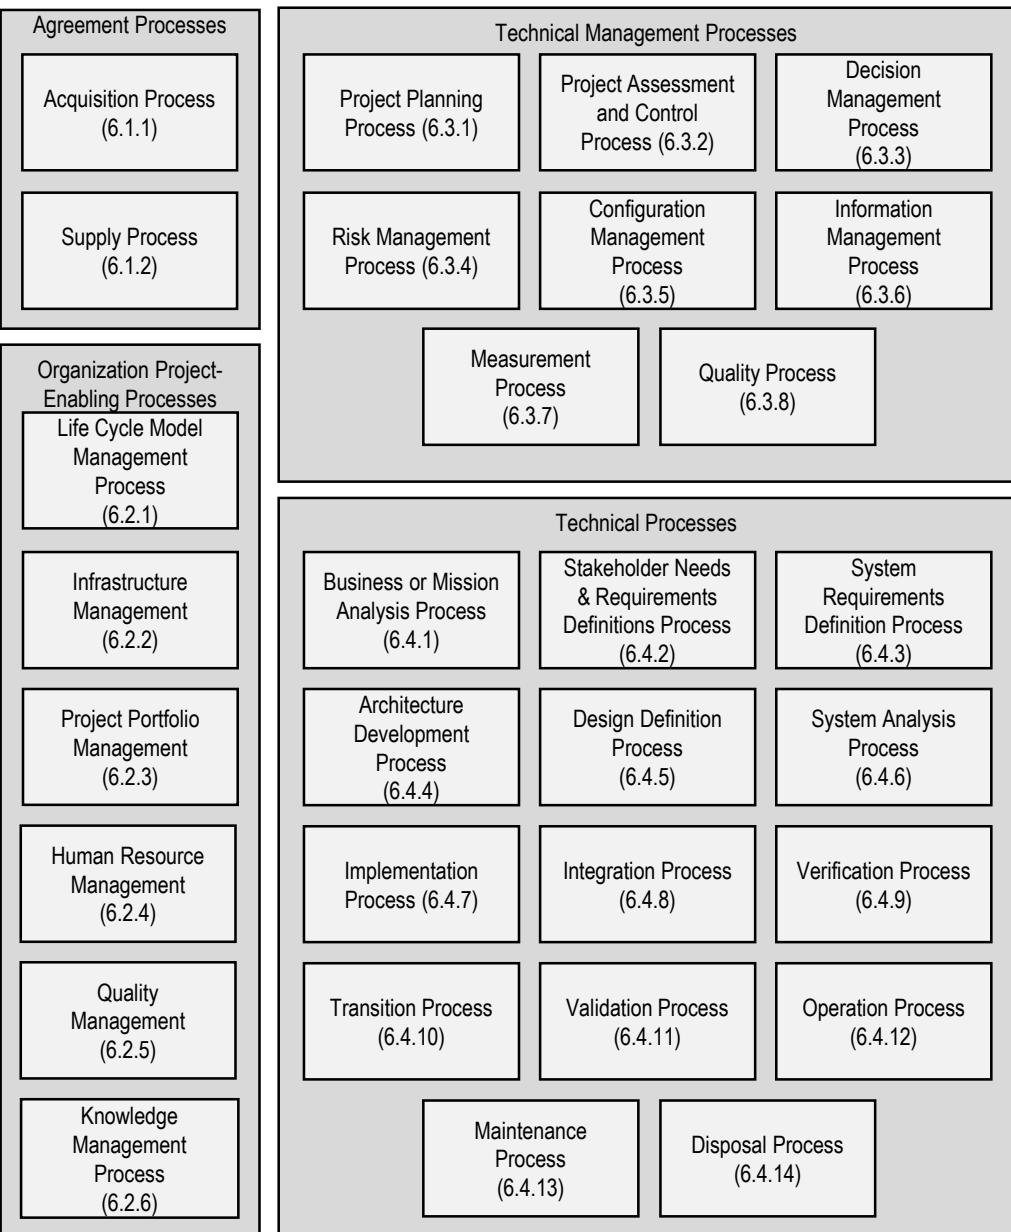 Agreement Processes
Acquisition Process
(6.1.1)
Supply Process
(6.1.2)
Organization Project-
Enabling Processes
Life Cycle Model
Management
Process
(6.2.1)
Infrastructure
Management
(6.2.2)
Project Portfolio
Management
(6.2.3)
Human Resource
Management
(6.2.4)
Quality
Management
(6.2.5)
Knowledge
Management
Process
(6.2.6)
Technical Management Processes
Project Planning
Process (6.3.1)
Project Assessment
and Control
Process (6.3.2)
Decision
Management
Process
(6.3.3)
Risk Management
Process (6.3.4)
Configuration
Management
Process
(6.3.5)
Information
Management
Process
(6.3.6)
Measurement
Process
(6.3.7)
Quality Process
(6.3.8)
Technical Processes
Business or Mission
Analysis Process
(6.4.1)
Stakeholder Needs
& Requirements
Definitions Process
(6.4.2)
System
Requirements
Definition Process
(6.4.3)
Architecture
Development
Process
(6.4.4)
Design Definition
Process
(6.4.5)
System Analysis
Process
(6.4.6)
Implementation
Process (6.4.7)
Integration Process
(6.4.8)
Verification Process
(6.4.9)
Transition Process
(6.4.10)
Validation Process
(6.4.11)
Operation Process
(6.4.12)
Maintenance
Process
(6.4.13)
Disposal Process
(6.4.14)